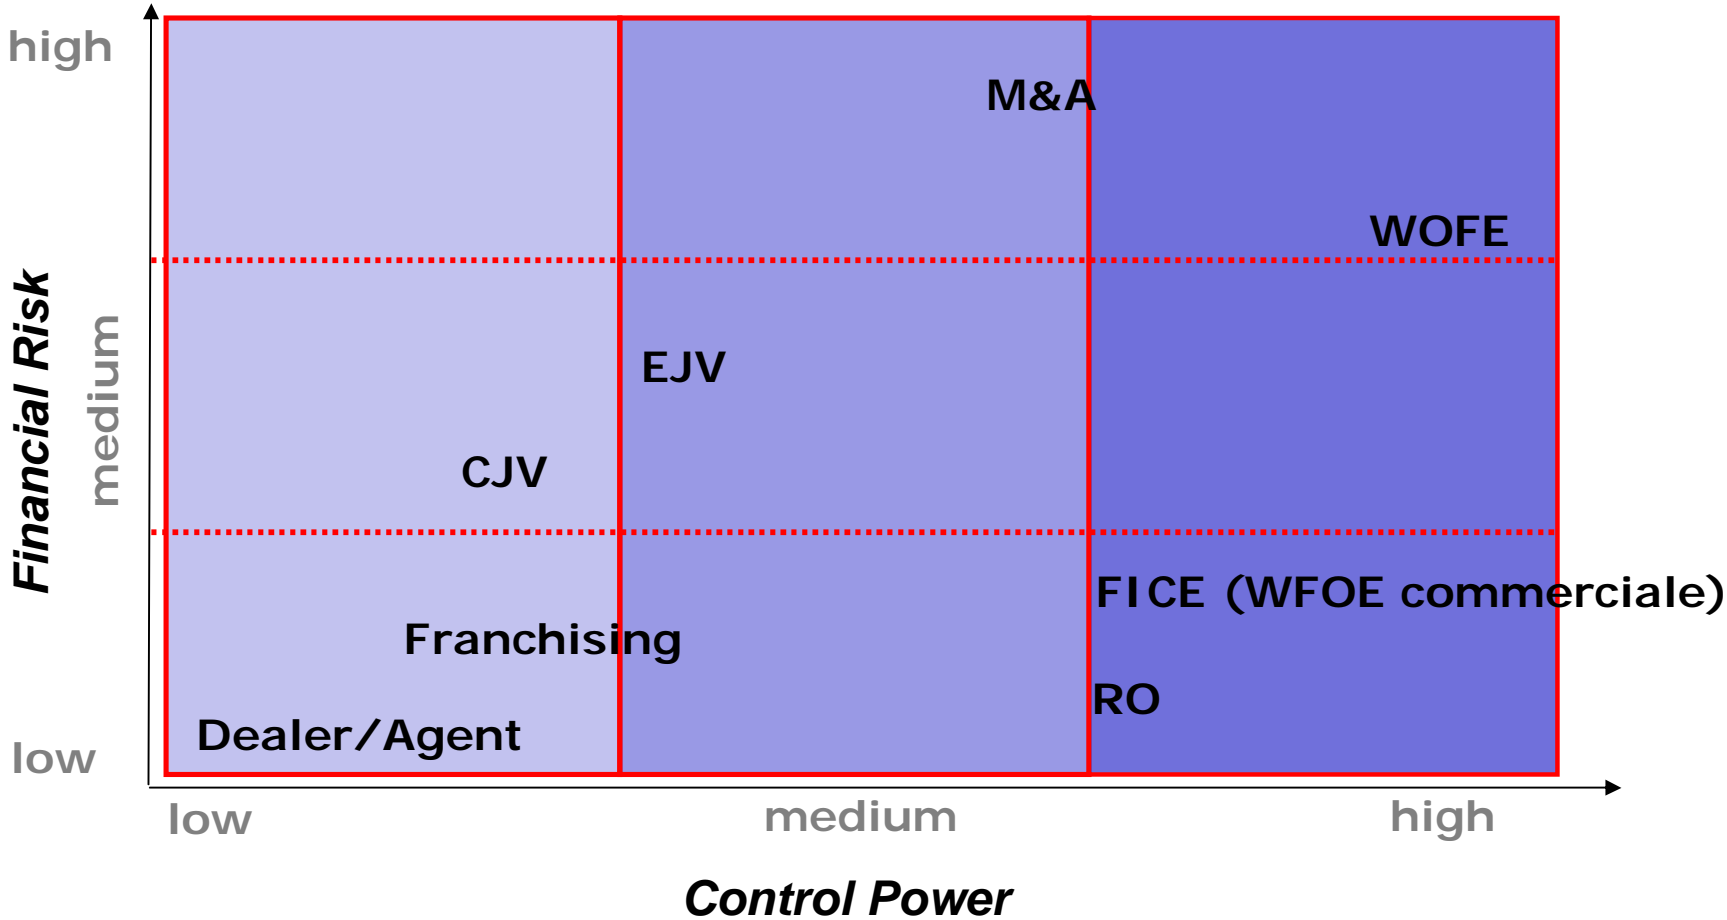 high
M&A
WOFE
Financial Risk
medium
EJV
CJV
FICE (WFOE commerciale)
Franchising
RO
Dealer/Agent
low
low
medium
high
Control Power